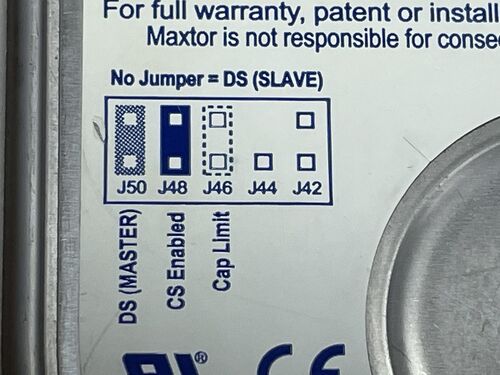 For full warranty, patent or install
Maxtor is not responsible for conse
No Jumper = DS (SLAVE)
J50 J48 J46 J44 J42
DS (MASTER)
CS Enabled
Cap Limit
®
CE